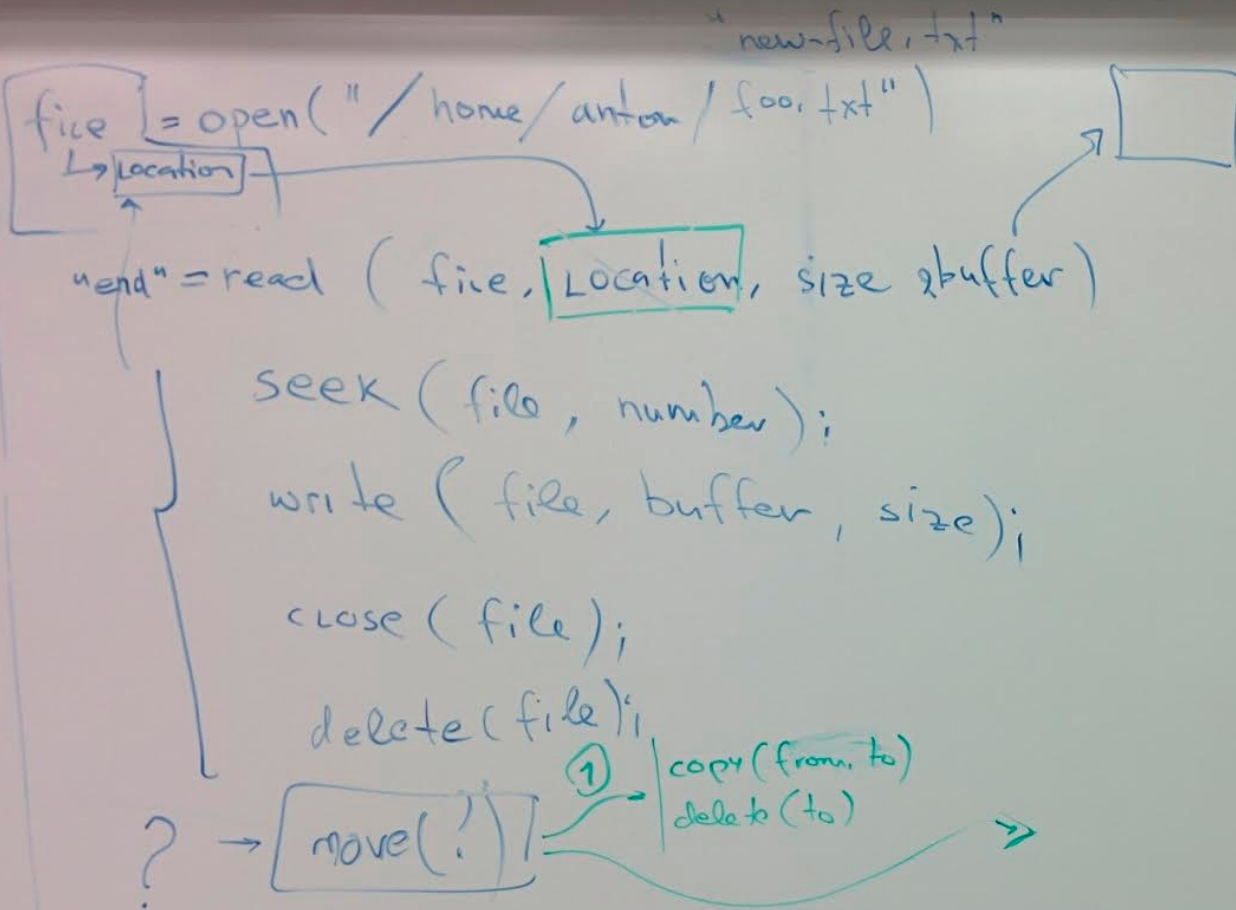 "new-file, txt"
file = open("/home/anton/foo.txt")
↳ Location
"end" = read (file, Location, size &buffer)
seek (file, number);
write (file, buffer, size);
close (file);
delete(file);
① copy(from, to)
delete(to)
? → move(?)